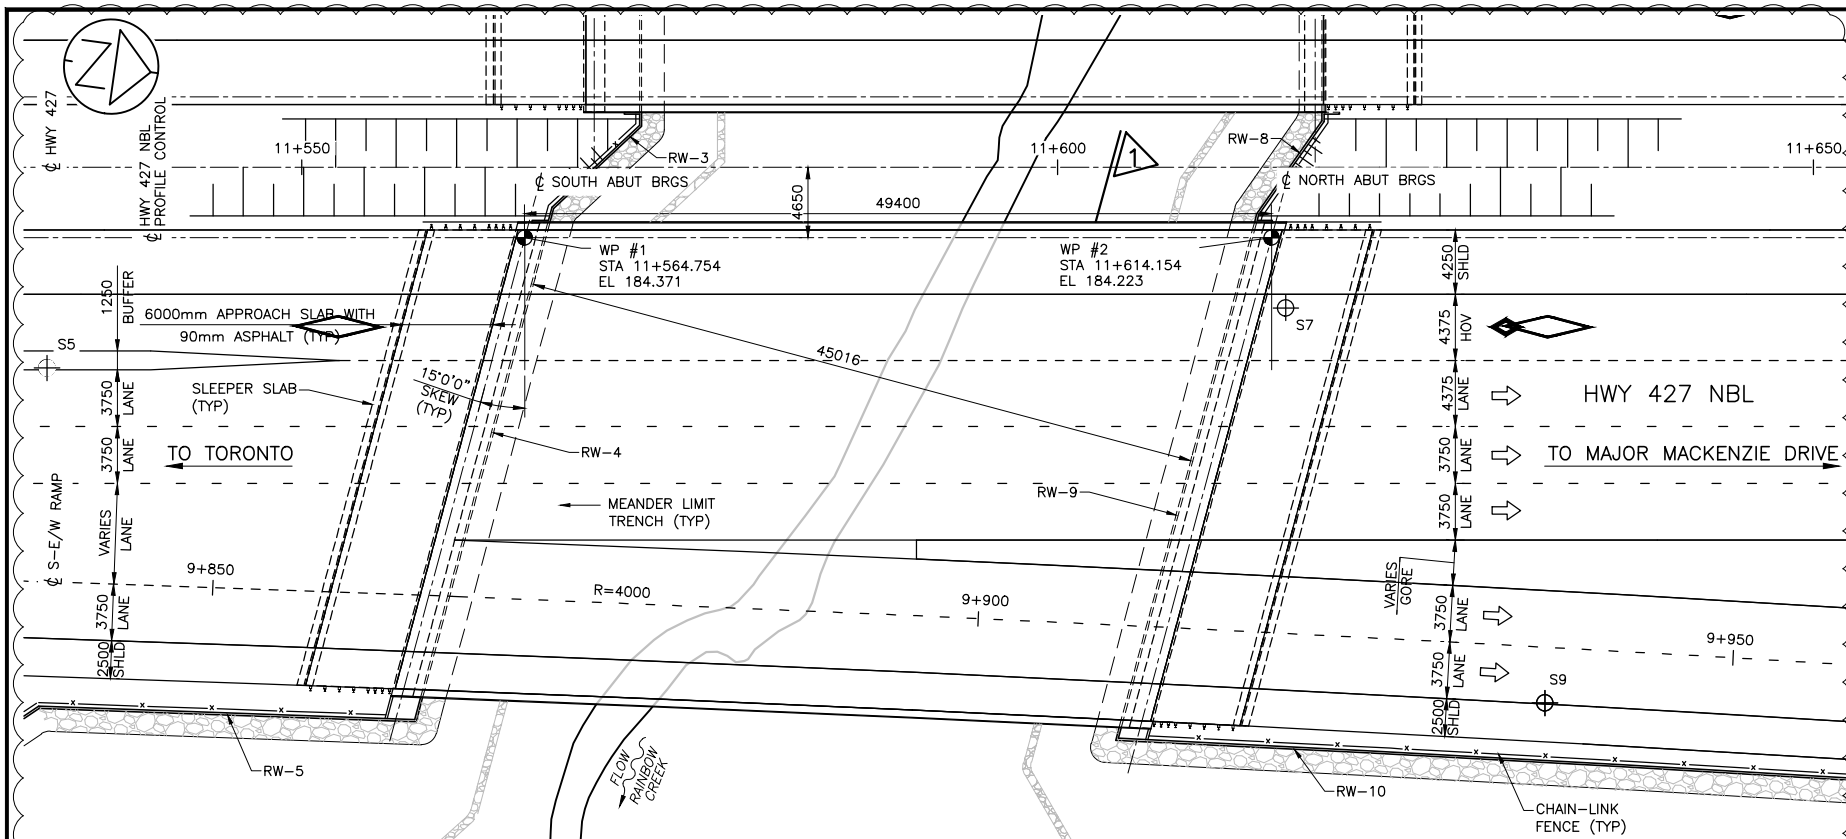 N
℄ HWY 427
℄ HWY 427 NBL
PROFILE CONTROL
11+550
RW-3
11+600
1
RW-8
11+650
℄ SOUTH ABUT BRGS
4650
49400
℄ NORTH ABUT BRGS
WP #1
STA 11+564.754
EL 184.371
WP #2
STA 11+614.154
EL 184.223
4250
SHLD
1250
BUFFER
6000mm APPROACH SLAB WITH
90mm ASPHALT (TYP)
S7
4375
HOV
S5
45016
15°0'0"
SKEW
(TYP)
SLEEPER SLAB
(TYP)
3750
LANE
4375
LANE
HWY 427 NBL
TO TORONTO
3750
LANE
RW-4
3750
LANE
TO MAJOR MACKENZIE DRIVE
℄ S-E/W RAMP
VARIES
LANE
MEANDER LIMIT
TRENCH (TYP)
RW-9
3750
LANE
9+850
R=4000
9+900
VARIES
GORE
3750
LANE
3750
LANE
9+950
2500
SHLD
3750
LANE
S9
2500
SHLD
RW-5
FLOW
RAINBOW
CREEK
RW-10
CHAIN-LINK
FENCE (TYP)